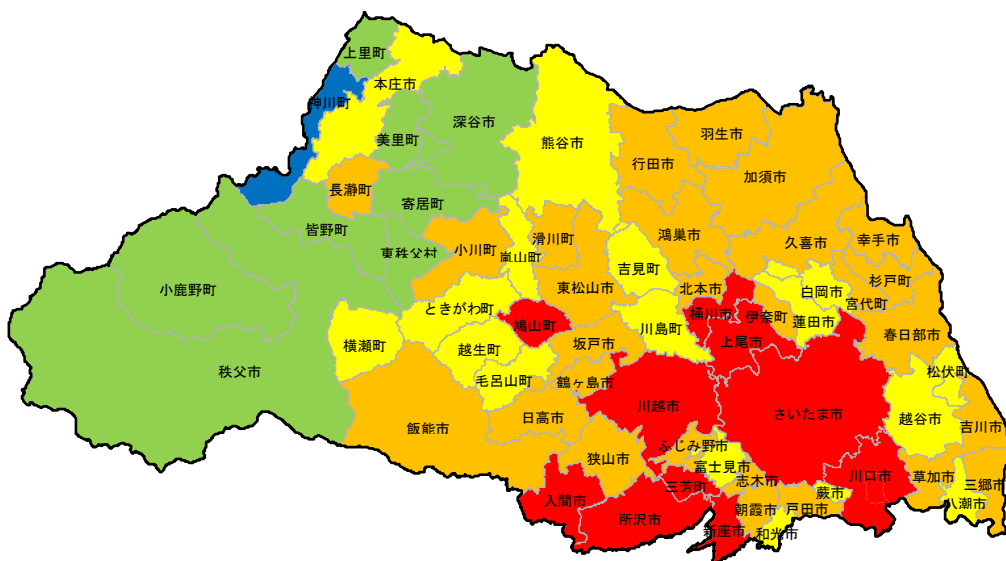 上里町
本庄市
神川町
深谷市
美里町
熊谷市
羽生市
行田市
加須市
長瀞町
寄居町
皆野町
鴻巣市
久喜市
幸手市
小川町
滑川町
東秩父村
嵐山町
吉見町
杉戸町
小鹿野町
東松山市
北本市
白岡市
宮代町
ときがわ町
桶川市
伊奈町
蓮田市
鳩山町
川島町
春日部市
横瀬町
越生町
坂戸市
上尾市
秩父市
毛呂山町
鶴ヶ島市
松伏町
川越市
さいたま市
越谷市
吉川市
飯能市
日高市
ふじみ野市
狭山市
富士見市
志木市
川口市
草加市
三郷市
入間市
三芳町
蕨市
八潮市
所沢市
新座市
朝霞市
戸田市
和光市